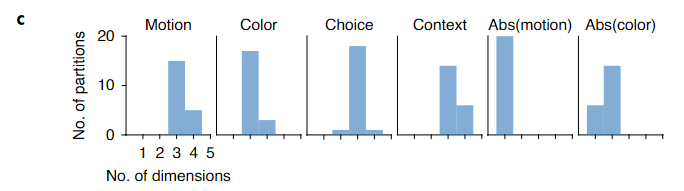 c
Motion Color Choice Context Abs(motion) Abs(color)
No. of partitions
20
10
0
1 2 3 4 5
No. of dimensions